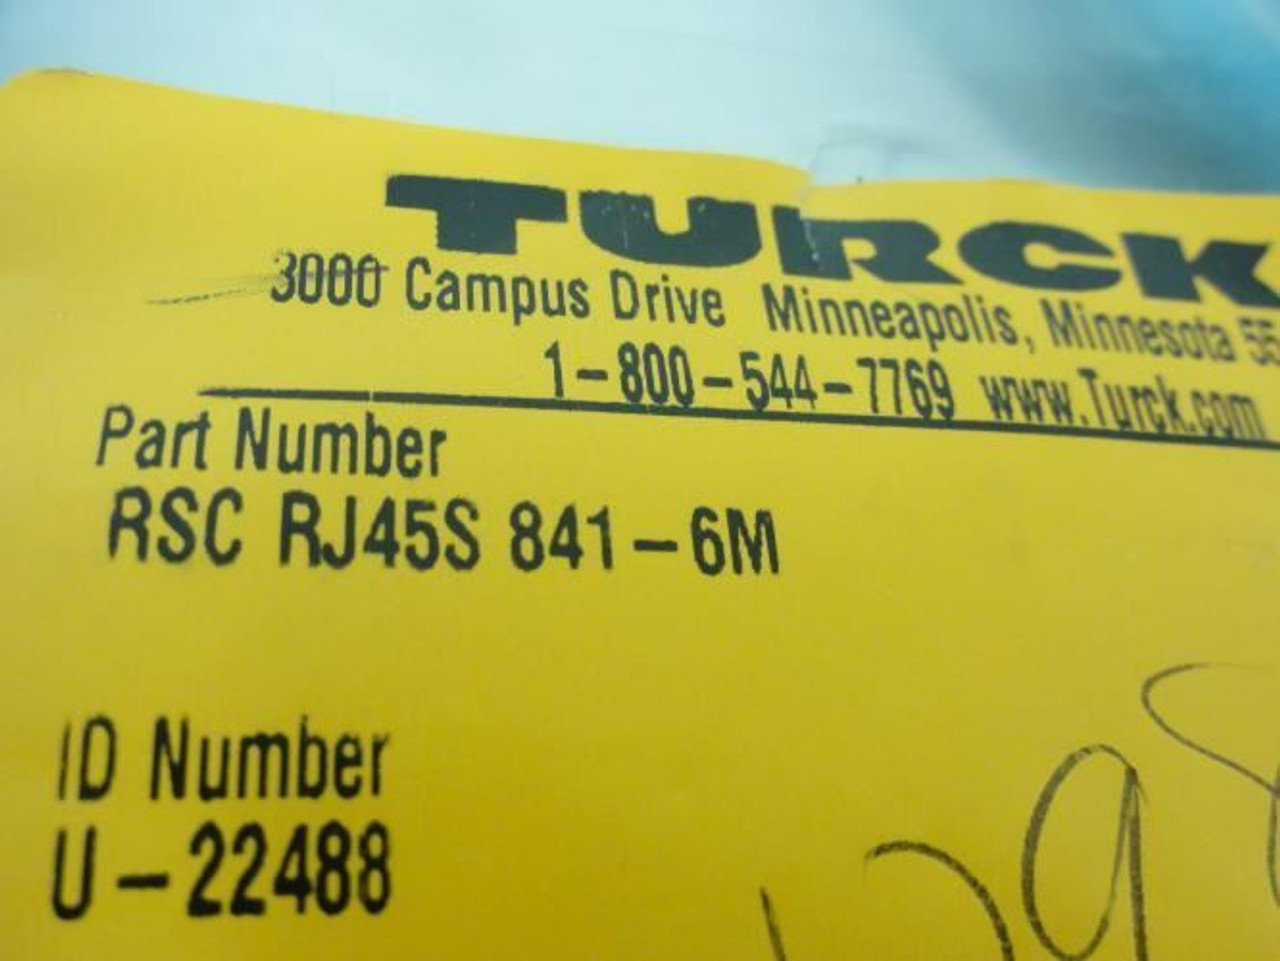 TURCK
3000 Campus Drive Minneapolis, Minnesota 55
1-800-544-7769 www.Turck.com
Part Number
RSC RJ45S 841-6M
ID Number
U-22488